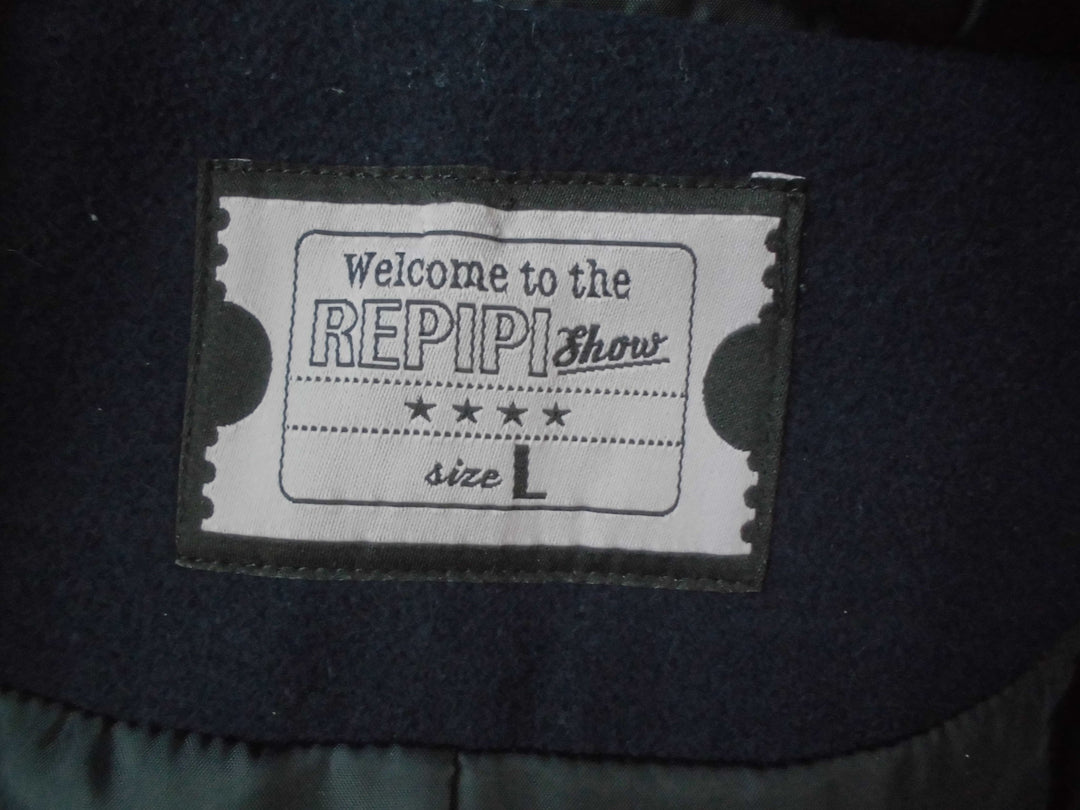 Welcome to the
REPIPI Show
★★★★
size L